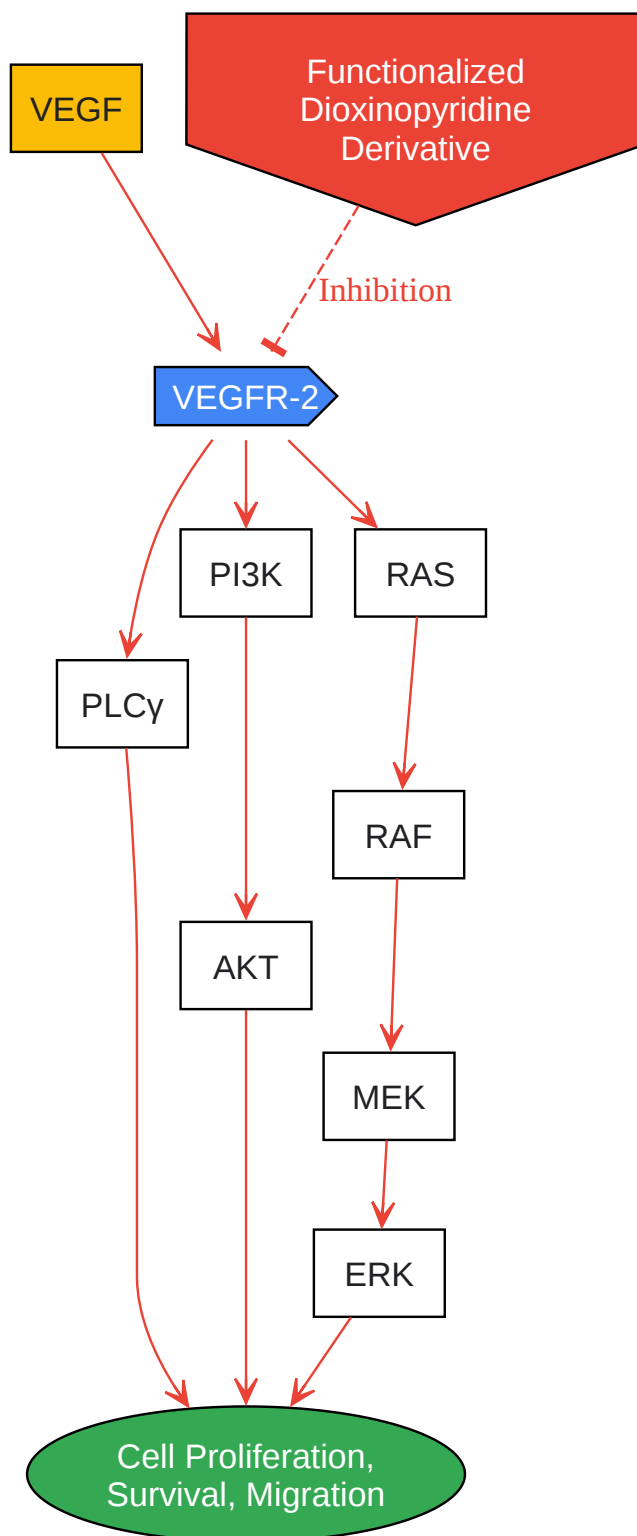 VEGF
Functionalized
Dioxinopyridine
Derivative
Inhibition
VEGFR-2
PI3K
RAS
PLCγ
RAF
AKT
MEK
ERK
Cell Proliferation,
Survival, Migration